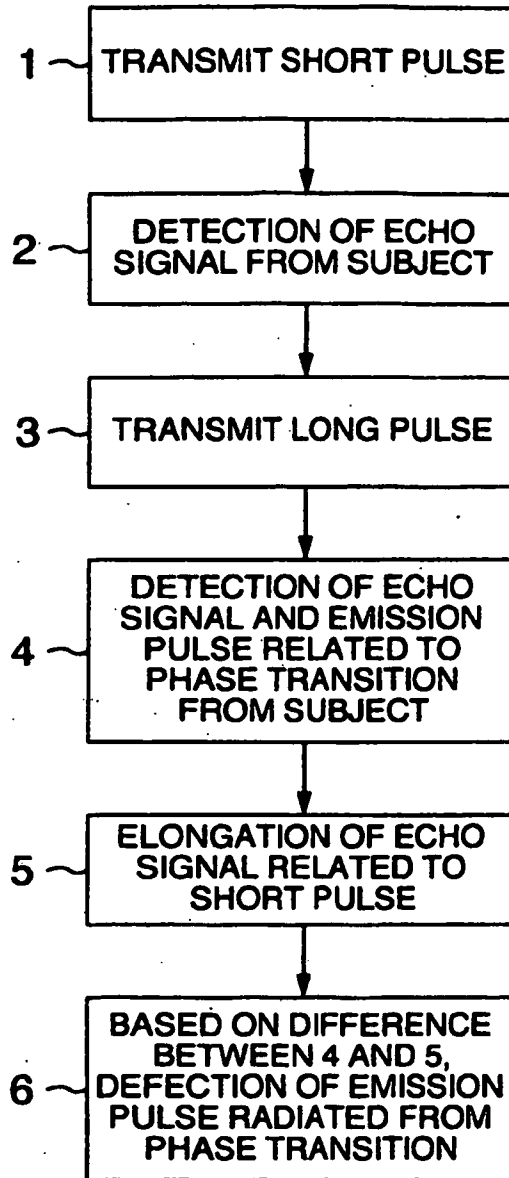 1 TRANSMIT SHORT PULSE
2 DETECTION OF ECHO
SIGNAL FROM SUBJECT
3 TRANSMIT LONG PULSE
DETECTION OF ECHO
SIGNAL AND EMISSION
4 PULSE RELATED TO
PHASE TRANSITION
FROM SUBJECT
ELONGATION OF ECHO
5 SIGNAL RELATED TO
SHORT PULSE
BASED ON DIFFERENCE
BETWEEN 4 AND 5,
6 DEFECTION OF EMISSION
PULSE RADIATED FROM
PHASE TRANSITION